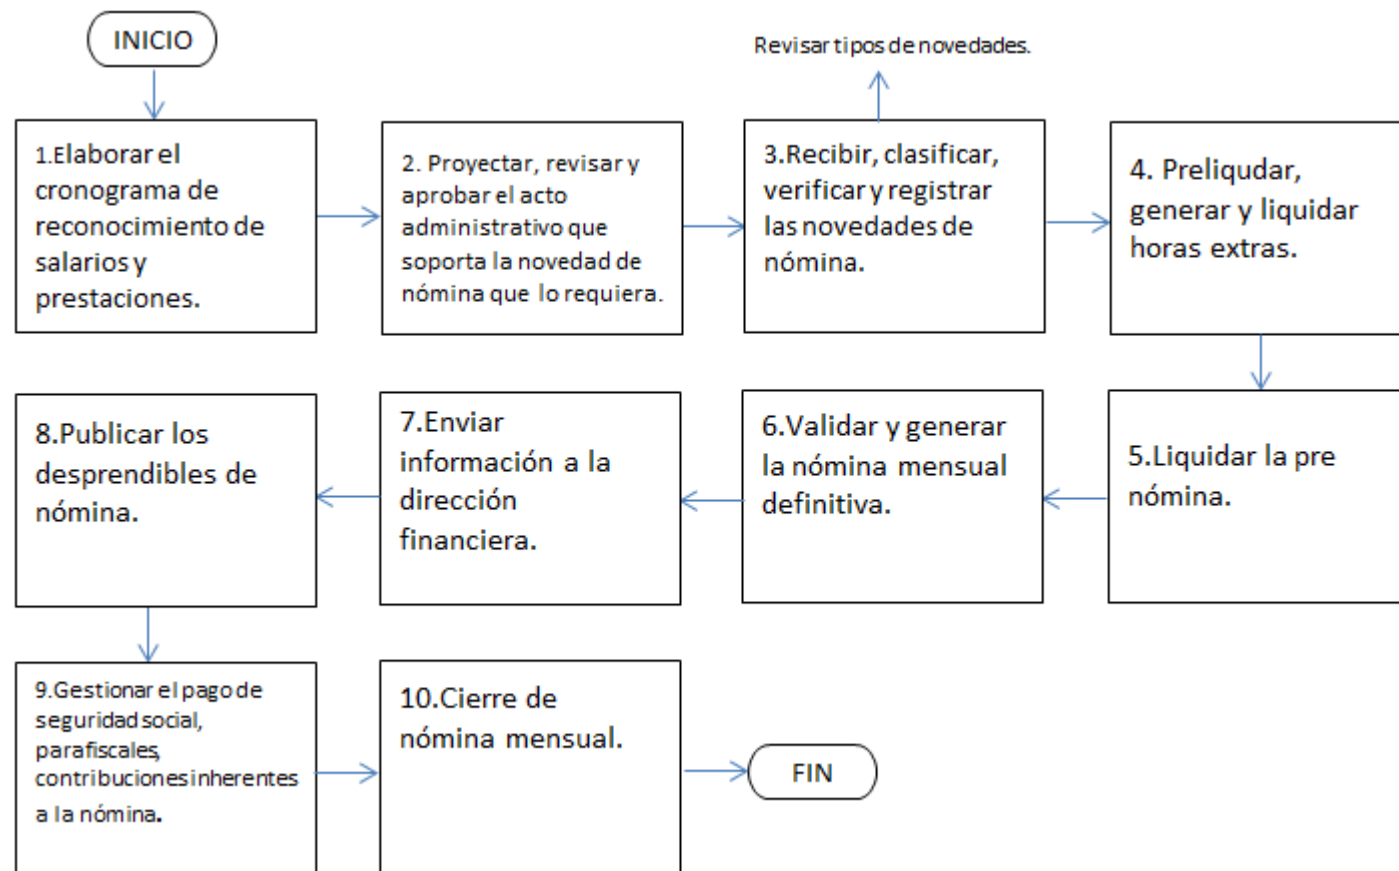 INICIO
Revisar tipos de novedades.
1.Elaborar el
cronograma de
reconocimiento de
salarios y
prestaciones.
2. Proyectar, revisar y
aprobar el acto
administrativo que
soporta la novedad de
nómina que lo requiera.
3.Recibir, clasificar,
verificar y registrar
las novedades de
nómina.
4. Preliqudar,
generar y liquidar
horas extras.
8.Publicar los
desprendibles de
nómina.
7.Enviar
información a la
dirección
financiera.
6.Validar y generar
la nómina mensual
definitiva.
5.Liquidar la pre
nómina.
9.Gestionar el pago de
seguridad social,
parafiscales,
contribuciones inherentes
a la nómina.
10.Cierre de
nómina mensual.
FIN